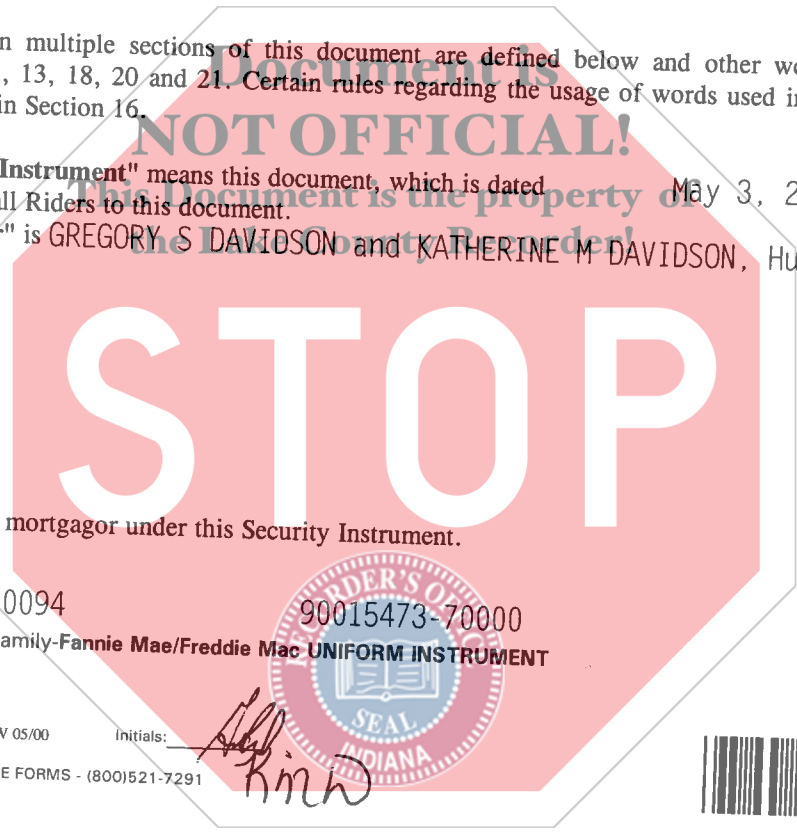 n multiple sections of this document are defined below and other wo
, 13, 18, 20 and 21. Certain rules regarding the usage of words used in
in Section 16.
Document is
NOT OFFICIAL!
This Document is the property of
the Lake County Recorder!
Instrument" means this document, which is dated May 3, 2
ll Riders to this document.
" is GREGORY S DAVIDSON and KATHERINE M DAVIDSON, Hu
STOP
mortgagor under this Security Instrument.
0094 90015473-70000
amily-Fannie Mae/Freddie Mac UNIFORM INSTRUMENT
RECORDER'S OFFICE
SEAL
INDIANA
V 05/00 Initials:
KMD
E FORMS - (800)521-7291